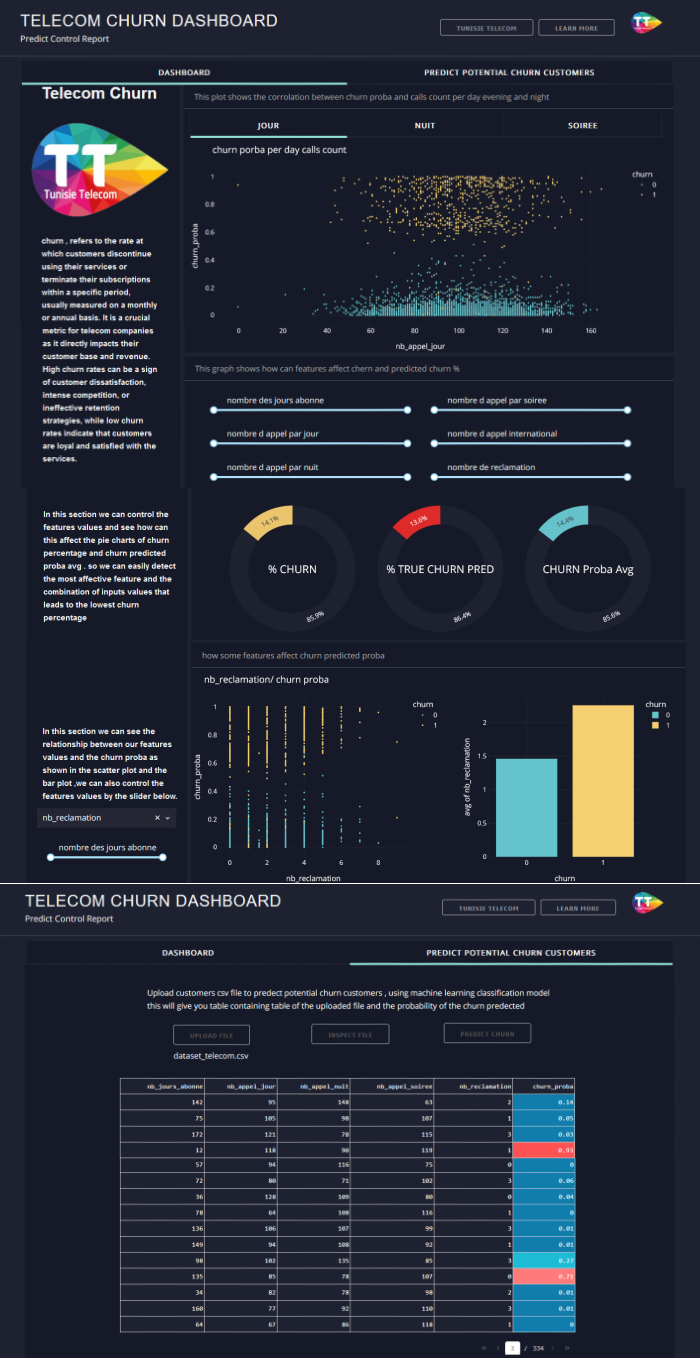 TELECOM CHURN DASHBOARD
Predict Control Report
TUNISIE TELECOM
LEARN MORE
TT
DASHBOARD
PREDICT POTENTIAL CHURN CUSTOMERS
Telecom Churn
TT
Tunisie Telecom
churn , refers to the rate at
which customers discontinue
using their services or
terminate their subscriptions
within a specific period,
usually measured on a monthly
or annual basis. It is a crucial
metric for telecom companies
as it directly impacts their
customer base and revenue.
High churn rates can be a sign
of customer dissatisfaction,
intense competition, or
ineffective retention
strategies, while low churn
rates indicate that customers
are loyal and satisfied with the
services.
This plot shows the corrolation between churn proba and calls count per day evening and night
JOUR
NUIT
SOIREE
churn porba per day calls count
churn
0
1
churn_proba
1
0.8
0.6
0.4
0.2
0
0 20 40 60 80 100 120 140 160
nb_appel_jour
This graph shows how can features affect chern and predicted churn %
nombre des jours abonne
nombre d appel par soiree
nombre d appel par jour
nombre d appel international
nombre d appel par nuit
nombre de reclamation
In this section we can control the
features values and see how can
this affect the pie charts of churn
percentage and churn predicted
proba avg . so we can easily detect
the most affective feature and the
combination of inputs values that
leads to the lowest churn
percentage
14.1%
% CHURN
85.9%
13.6%
% TRUE CHURN PRED
86.4%
14.4%
CHURN Proba Avg
85.6%
how some features affect churn predicted proba
In this section we can see the
relationship between our features
values and the churn proba as
shown in the scatter plot and the
bar plot ,we can also control the
features values by the slider below.
nb_reclamation
nombre des jours abonne
nb_reclamation/ churn proba
churn
0
1
churn_proba
1
0.8
0.6
0.4
0.2
0
0 2 4 6 8
nb_reclamation
churn
0
1
avg of nb_reclamation
2
1.5
1
0.5
0
0 1
churn
TELECOM CHURN DASHBOARD
Predict Control Report
TUNISIE TELECOM
LEARN MORE
TT
DASHBOARD
PREDICT POTENTIAL CHURN CUSTOMERS
Upload customers csv file to predect potential churn customers , using machine learning classification model
this will give you table containing table of the uploaded file and the probability of the churn predected
UPLOAD FILE
INSPECT FILE
PREDICT CHURN
dataset_telecom.csv
nb_jours_abonne nb_appel_jour nb_appel_nuit nb_appel_soiree nb_reclamation churn_proba
142 95 148 63 2 0.14
75 105 98 107 1 0.05
172 121 78 115 3 0.03
12 118 90 119 1 0.93
57 94 116 75 0 0
72 80 71 102 3 0.06
36 128 109 80 0 0.04
78 64 108 116 1 0
136 106 107 99 3 0.01
149 94 108 92 1 0.01
98 102 135 85 3 0.27
135 85 78 107 0 0.71
34 82 78 98 2 0.01
160 77 92 110 3 0.01
64 67 86 118 1 0
3 / 334